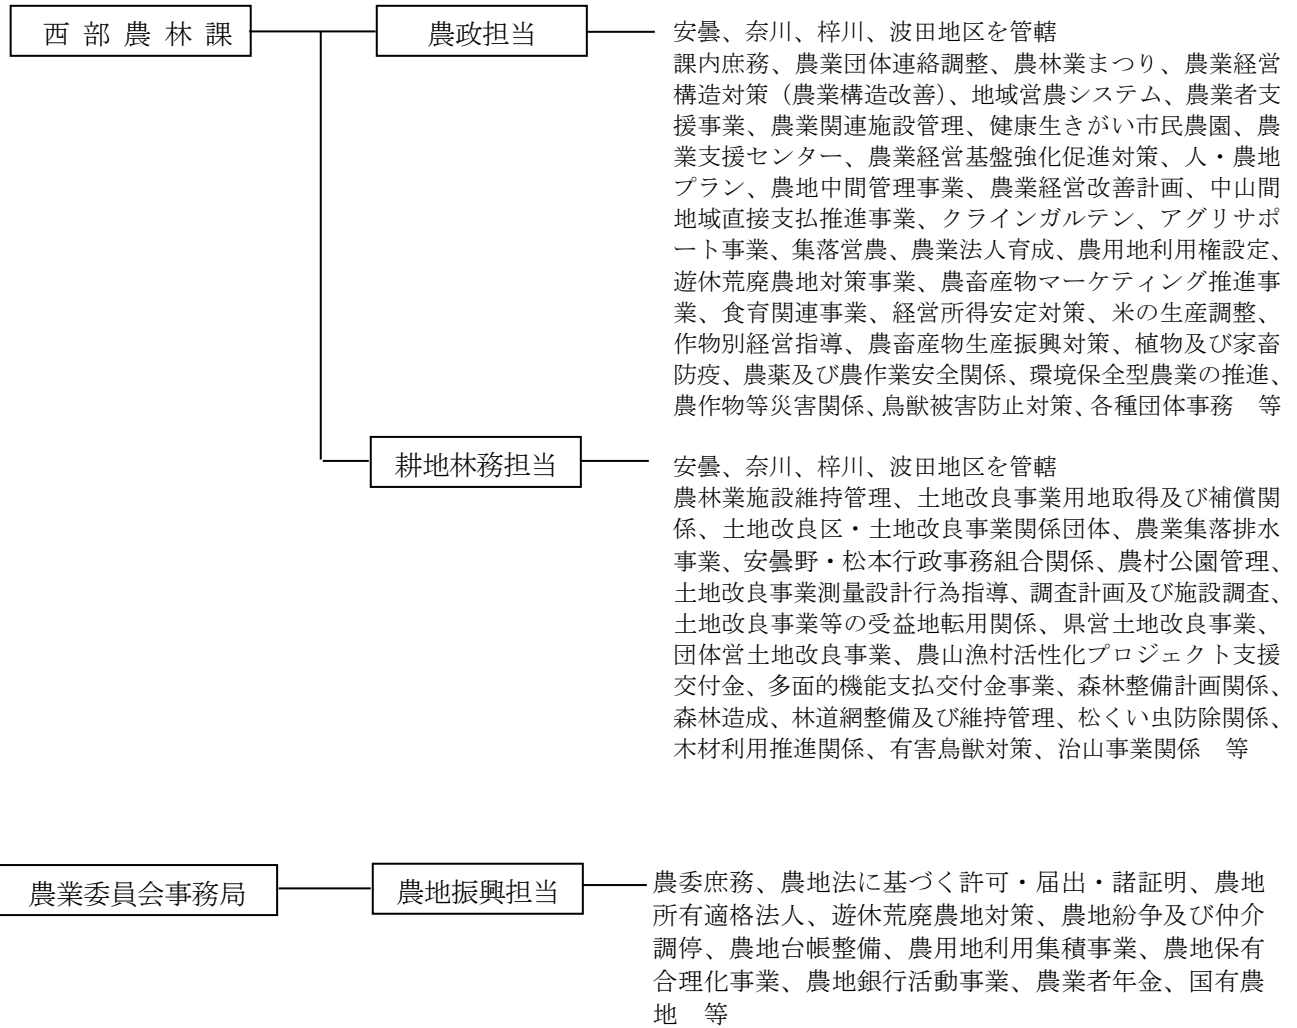 西部農林課
農政担当
安曇、奈川、梓川、波田地区を管轄
課内庶務、農業団体連絡調整、農林業まつり、農業経営
構造対策（農業構造改善）、地域営農システム、農業者支
援事業、農業関連施設管理、健康生きがい市民農園、農
業支援センター、農業経営基盤強化促進対策、人・農地
プラン、農地中間管理事業、農業経営改善計画、中山間
地域直接支払推進事業、クラインガルテン、アグリサポ
ート事業、集落営農、農業法人育成、農用地利用権設定、
遊休荒廃農地対策事業、農畜産物マーケティング推進事
業、食育関連事業、経営所得安定対策、米の生産調整、
作物別経営指導、農畜産物生産振興対策、植物及び家畜
防疫、農薬及び農作業安全関係、環境保全型農業の推進、
農作物等災害関係、鳥獣被害防止対策、各種団体事務　等
耕地林務担当
安曇、奈川、梓川、波田地区を管轄
農林業施設維持管理、土地改良事業用地取得及び補償関
係、土地改良区・土地改良事業関係団体、農業集落排水
事業、安曇野・松本行政事務組合関係、農村公園管理、
土地改良事業測量設計行為指導、調査計画及び施設調査、
土地改良事業等の受益地転用関係、県営土地改良事業、
団体営土地改良事業、農山漁村活性化プロジェクト支援
交付金、多面的機能支払交付金事業、森林整備計画関係、
森林造成、林道網整備及び維持管理、松くい虫防除関係、
木材利用推進関係、有害鳥獣対策、治山事業関係　等
農業委員会事務局
農地振興担当
農委庶務、農地法に基づく許可・届出・諸証明、農地
所有適格法人、遊休荒廃農地対策、農地紛争及び仲介
調停、農地台帳整備、農用地利用集積事業、農地保有
合理化事業、農地銀行活動事業、農業者年金、国有農
地　等